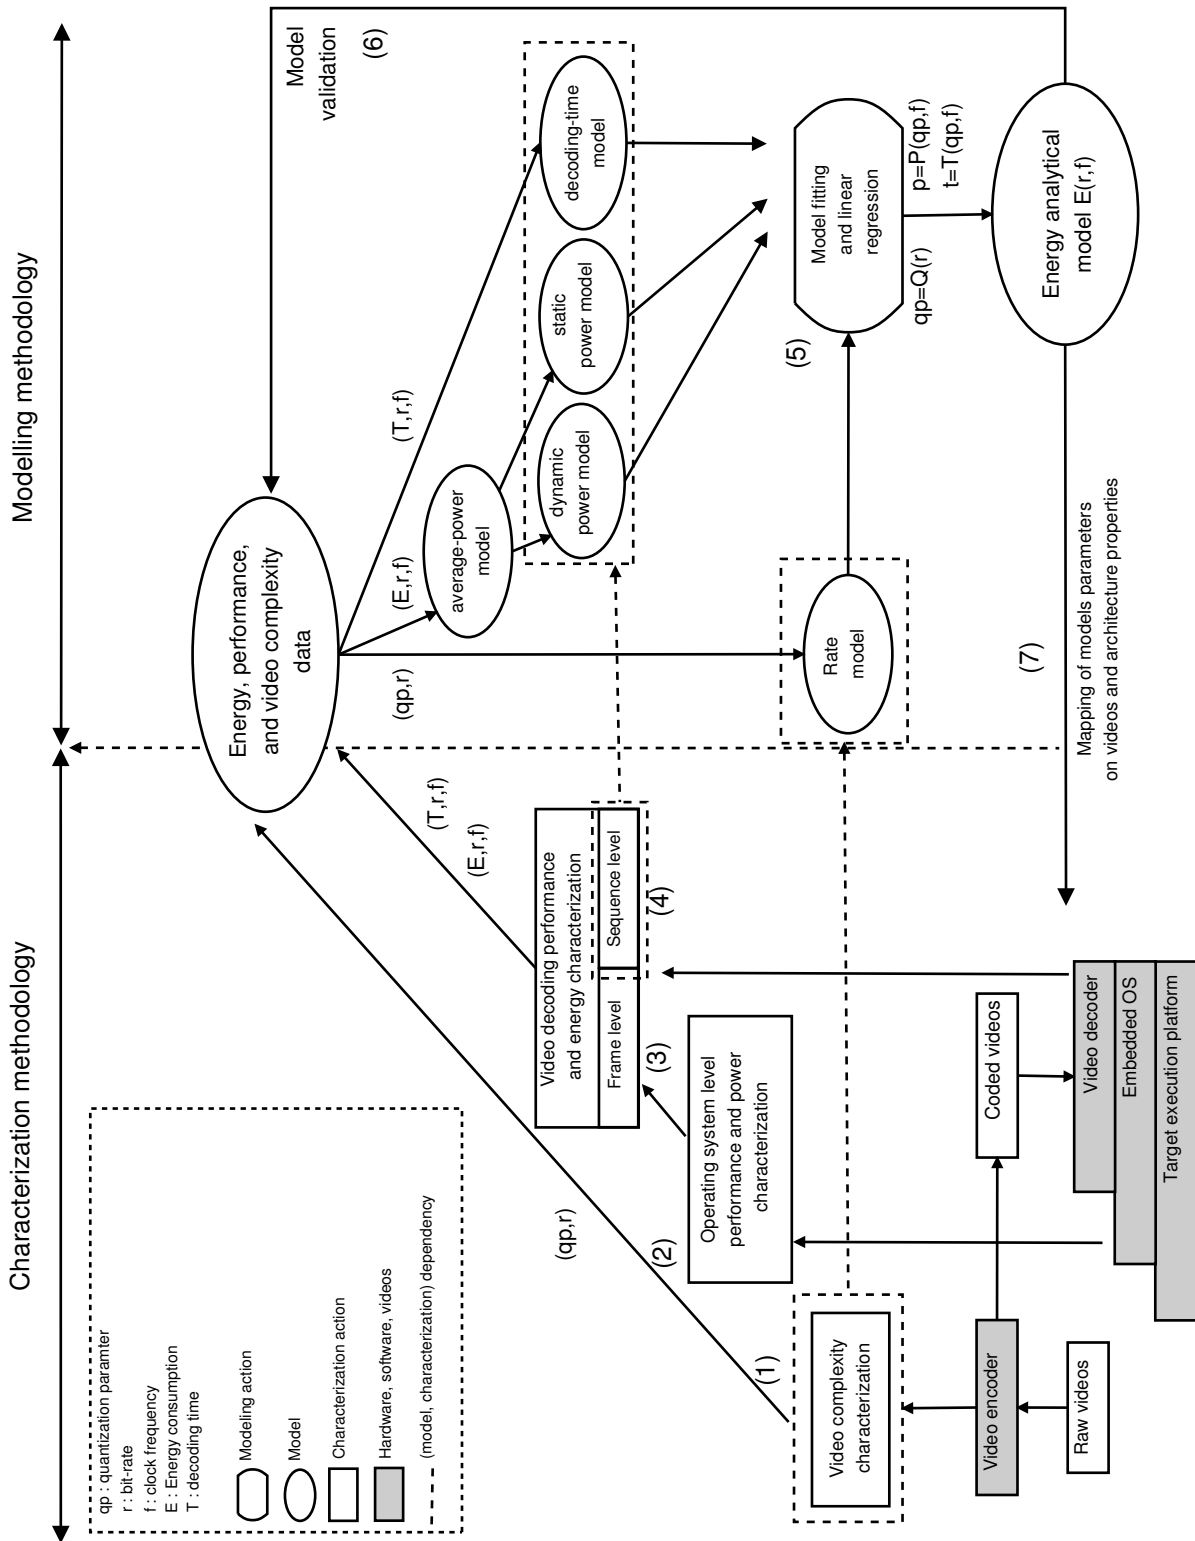 Characterization methodology
Modelling methodology
qp : quantization paramter
r : bit-rate
f : clock frequency
E : Energy consumption
T : decoding time
Modeling action
Model
Characterization action
Hardware, software, videos
(model, characterization) dependency
Energy, performance,
and video complexity
data
Model
validation
(6)
(qp,r)
(2)
(T,r,f)
(E,r,f)
(qp,r)
(E,r,f)
(T,r,f)
average-power
model
Video decoding performance
and energy characterization
Frame level
Sequence level
(3)
(4)
dynamic
power model
static
power model
decoding-time
model
Operating system level
performance and power
characterization
(1)
Video complexity
characterization
Rate
model
(5)
Model fitting
and linear
regression
qp=Q(r)
p=P(qp,f)
t=T(qp,f)
Video encoder
Raw videos
Coded videos
Video decoder
Embedded OS
Target execution platform
(7)
Mapping of models parameters
on videos and architecture properties
Energy analytical
model E(r,f)